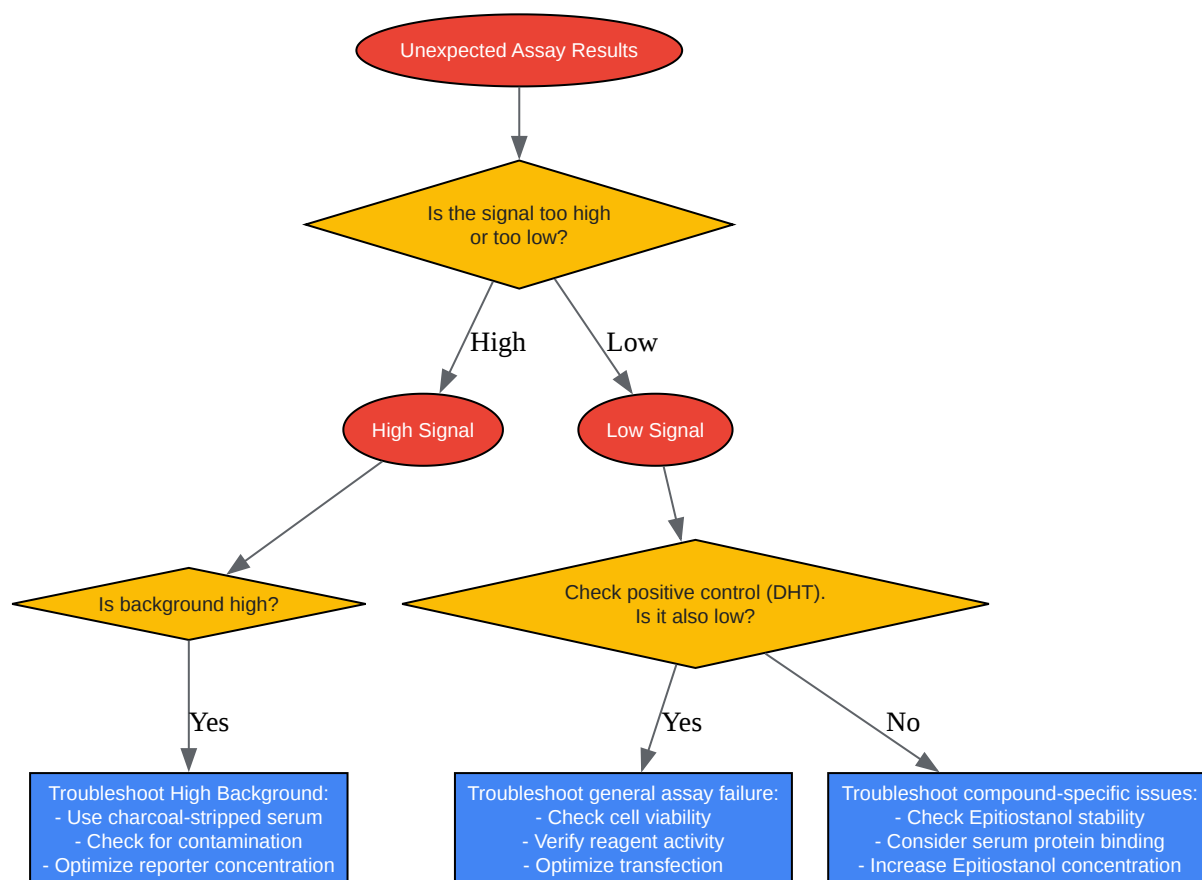 Unexpected Assay Results
Is the signal too high
or too low?
High
Low
High Signal
Low Signal
Is background high?
Check positive control (DHT).
Is it also low?
Yes
Yes
No
Troubleshoot High Background:
- Use charcoal-stripped serum
- Check for contamination
- Optimize reporter concentration
Troubleshoot general assay failure:
- Check cell viability
- Verify reagent activity
- Optimize transfection
Troubleshoot compound-specific issues:
- Check Epitiostanol stability
- Consider serum protein binding
- Increase Epitiostanol concentration